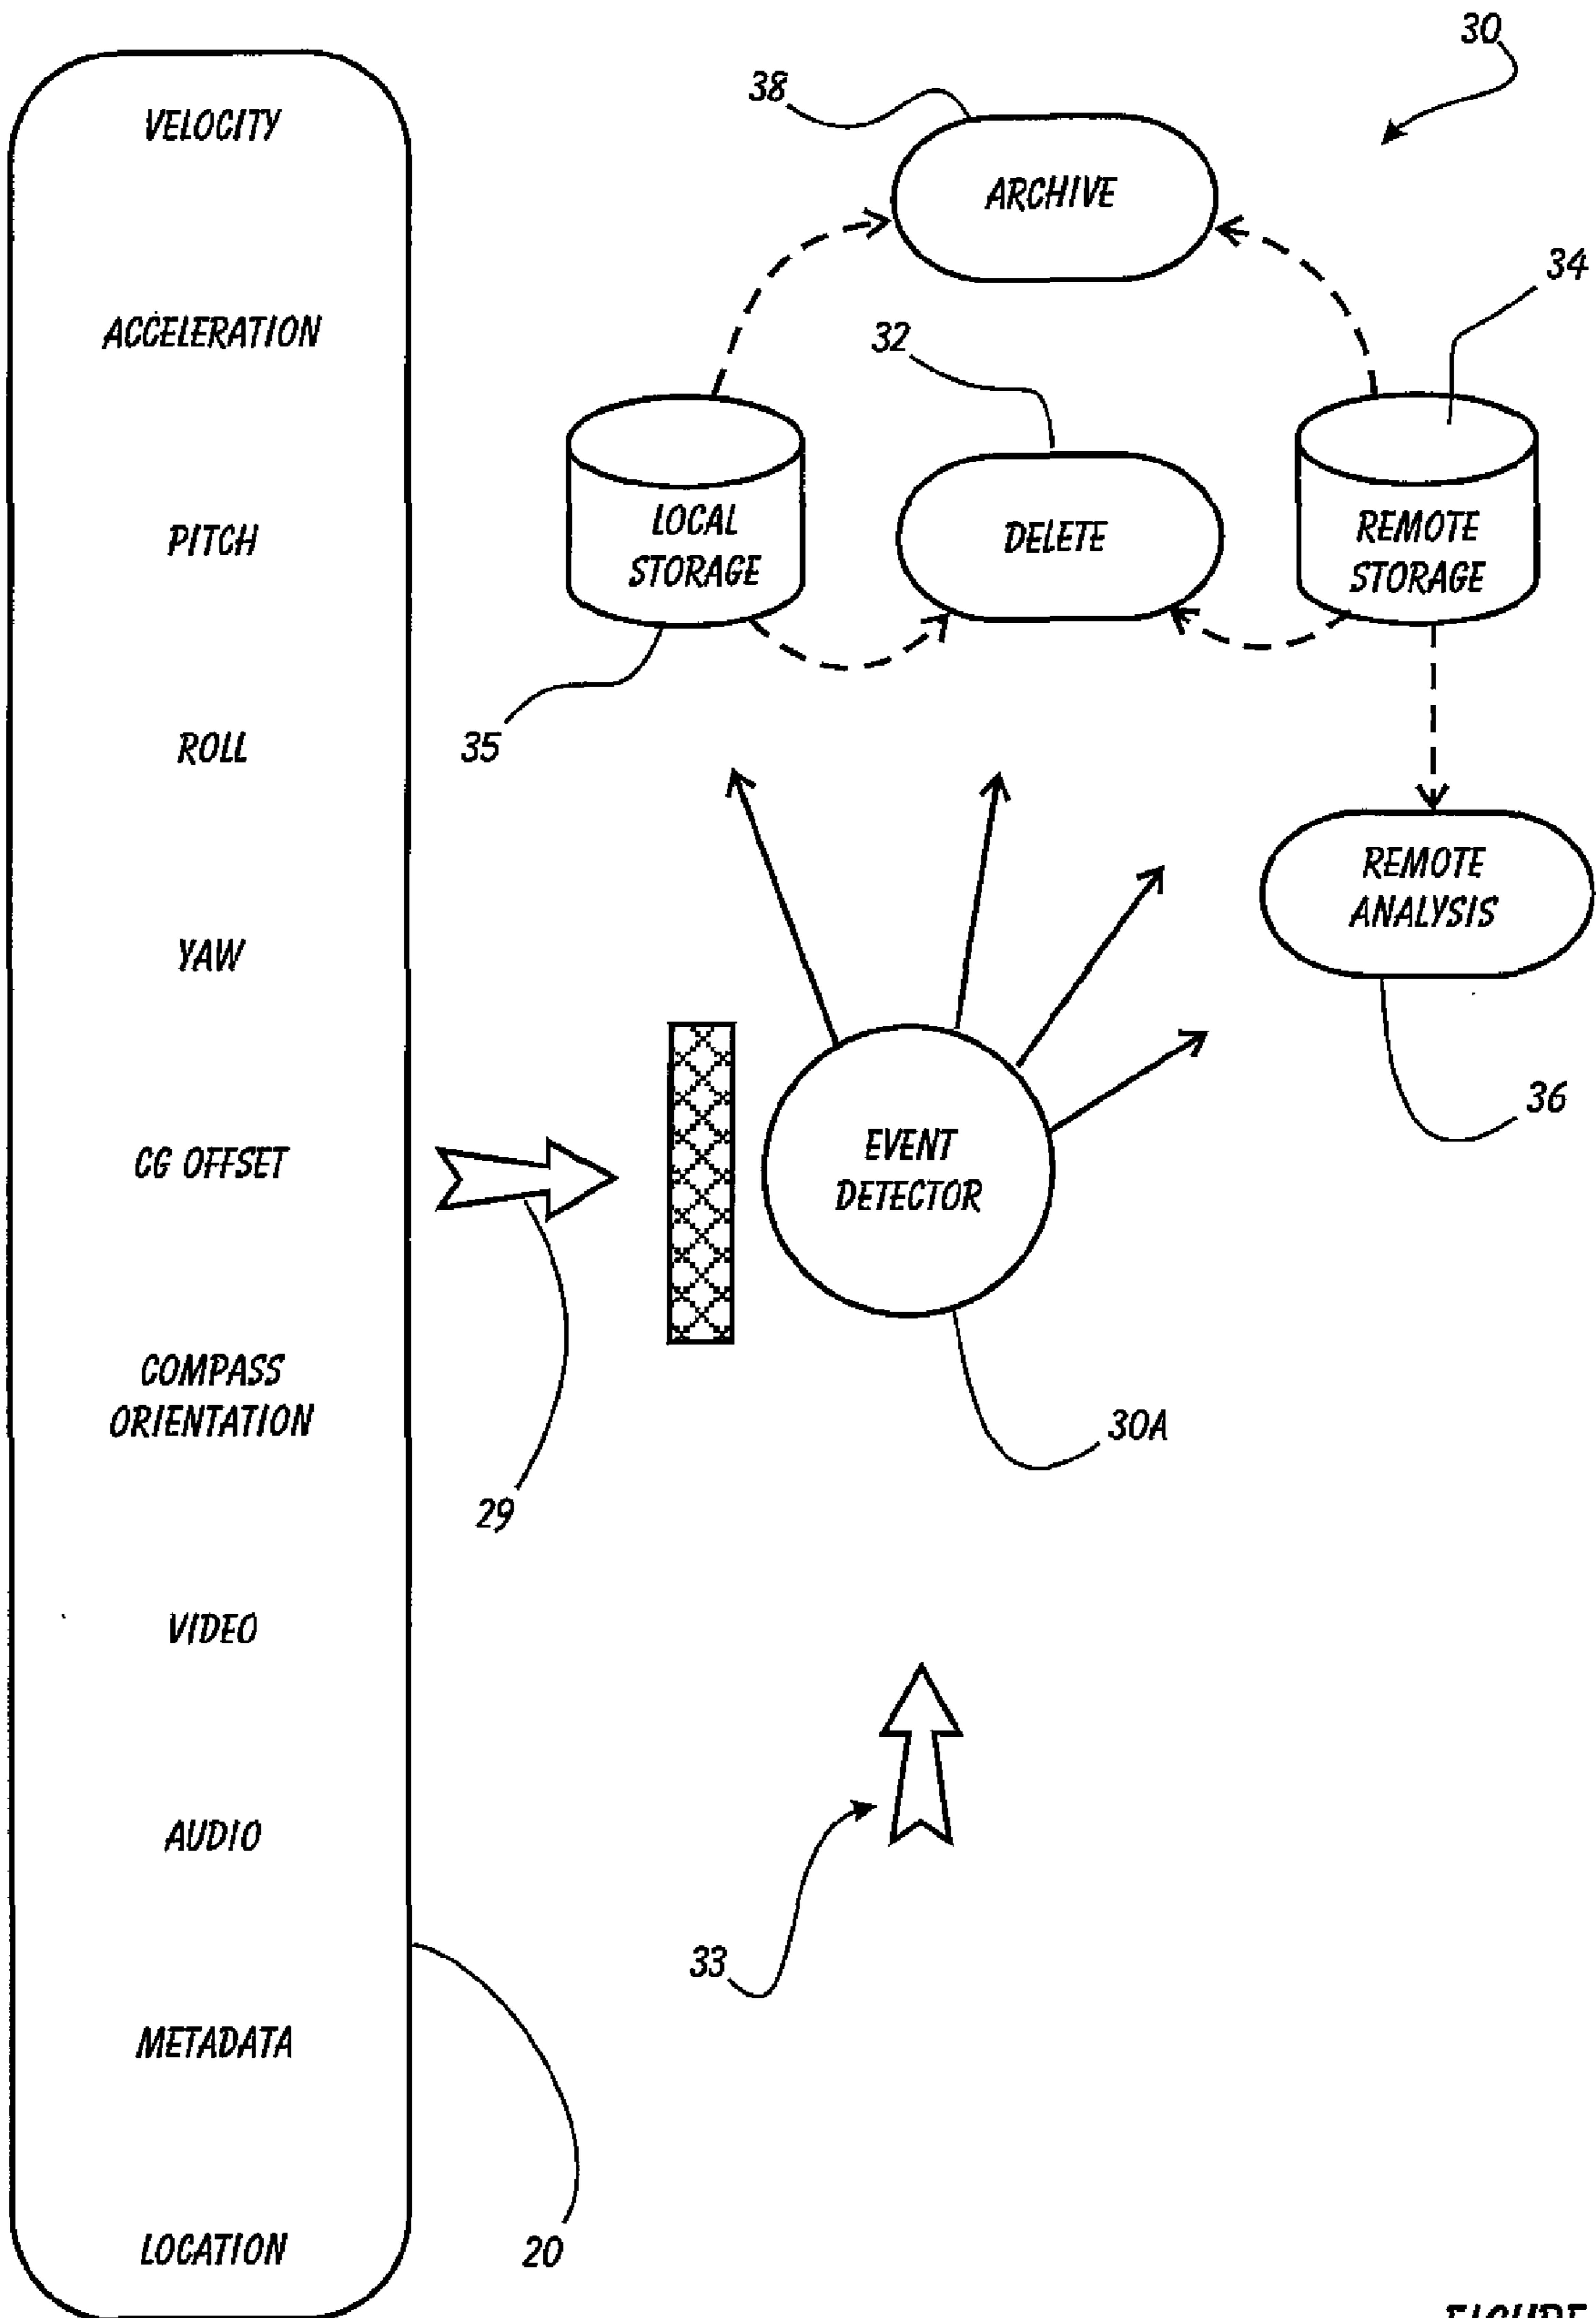 VELOCITY
ACCELERATION
PITCH
ROLL
YAW
CG OFFSET
COMPASS
ORIENTATION
VIDEO
AUDIO
METADATA
LOCATION
30
38
ARCHIVE
34
32
LOCAL
STORAGE
DELETE
REMOTE
STORAGE
35
REMOTE
ANALYSIS
36
EVENT
DETECTOR
30A
29
33
20